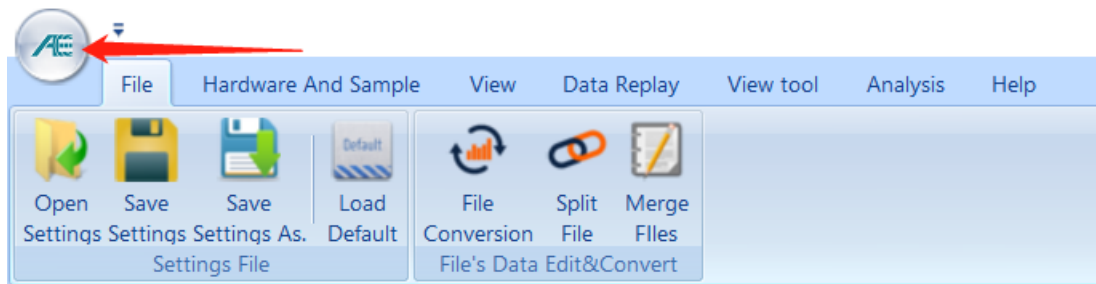 AE
File Hardware And Sample View Data Replay View tool Analysis Help
Default
Open Save Save Load File Split Merge
Settings Settings Settings As. Default Conversion File FIles
Settings File File's Data Edit&Convert